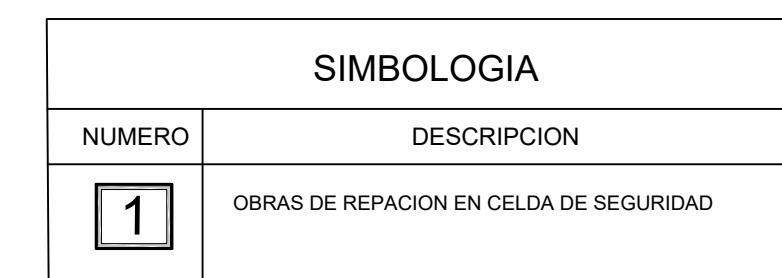 SIMBOLOGIA
NUMERO DESCRIPCION
1 OBRAS DE REPACION EN CELDA DE SEGURIDAD